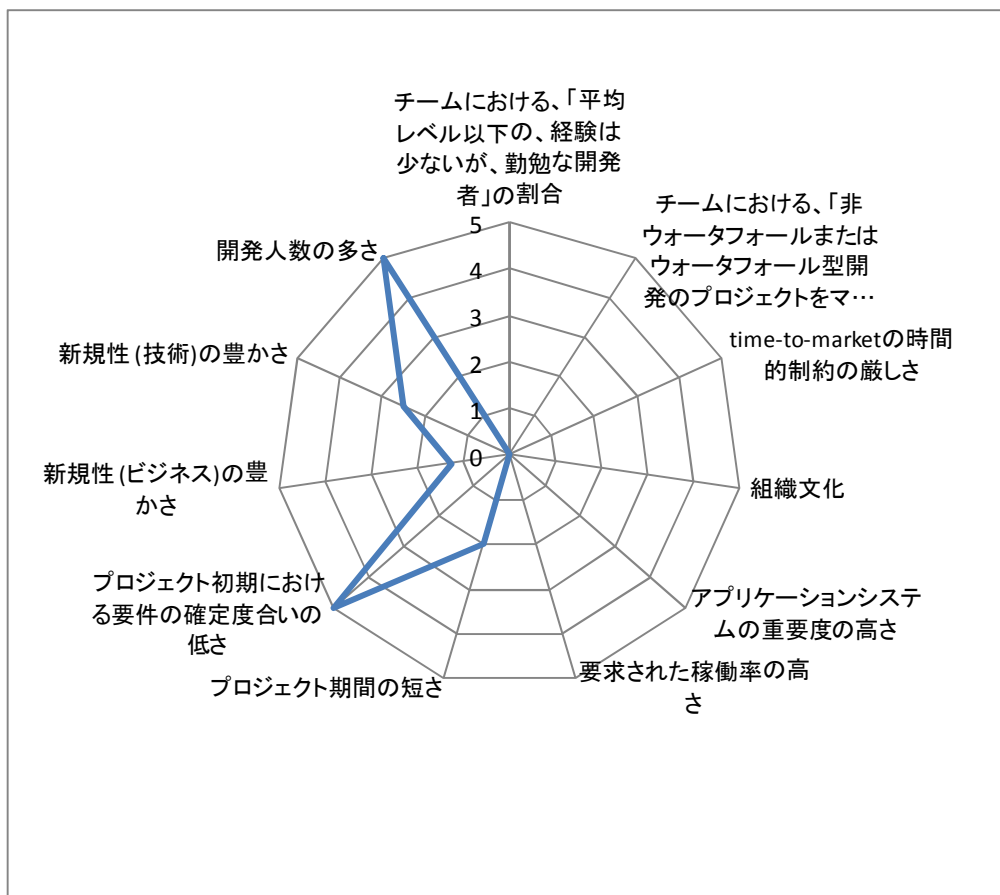 チームにおける、「平均
レベル以下の、経験は
少ないが、勤勉な開発
者」の割合
チームにおける、「非
ウォータフォールまたは
ウォータフォール型開
発のプロジェクトをマ…
time-to-marketの時間
的制約の厳しさ
組織文化
アプリケーションシステ
ムの重要度の高さ
要求された稼働率の高
さ
プロジェクト期間の短さ
プロジェクト初期におけ
る要件の確定度合いの
低さ
新規性(ビジネス)の豊
かさ
新規性(技術)の豊かさ
開発人数の多さ
5
4
3
2
1
0